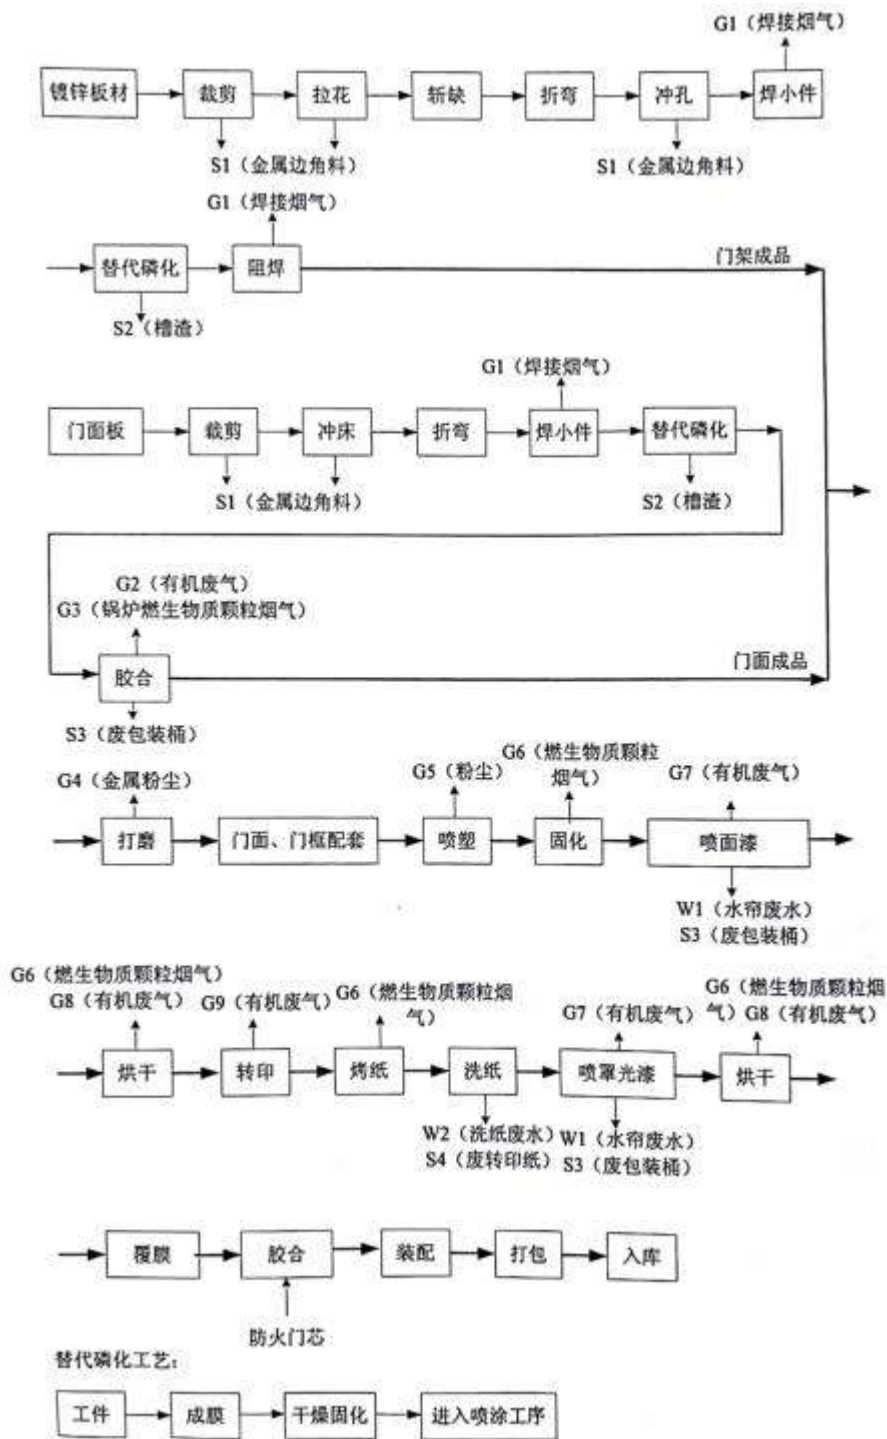 G1（焊接烟气）
镀锌板材 裁剪 拉花 斩缺 折弯 冲孔 焊小件
S1（金属边角料） S1（金属边角料）
G1（焊接烟气）
替代磷化 阻焊 门架成品
S2（槽渣）
G1（焊接烟气）
门面板 裁剪 冲床 折弯 焊小件 替代磷化
S1（金属边角料） S2（槽渣）
G2（有机废气）
G3（锅炉燃生物质颗粒烟气）
胶合 门面成品
S3（废包装桶）
G4（金属粉尘） G5（粉尘） G6（燃生物质颗粒
烟气） G7（有机废气）
打磨 门面、门框配套 喷塑 固化 喷面漆
W1（水帘废水）
S3（废包装桶）
G6（燃生物质颗粒烟气）
G8（有机废气） G9（有机废气） G6（燃生物质颗粒烟
气） G7（有机废气） G6（燃生物质颗粒烟
气） G8（有机废气）
烘干 转印 烤纸 洗纸 喷罩光漆 烘干
W2（洗纸废水） W1（水帘废水）
S4（废转印纸） S3（废包装桶）
覆膜 胶合 装配 打包 入库
防火门芯
替代磷化工艺：
工件 成膜 干燥固化 进入喷涂工序